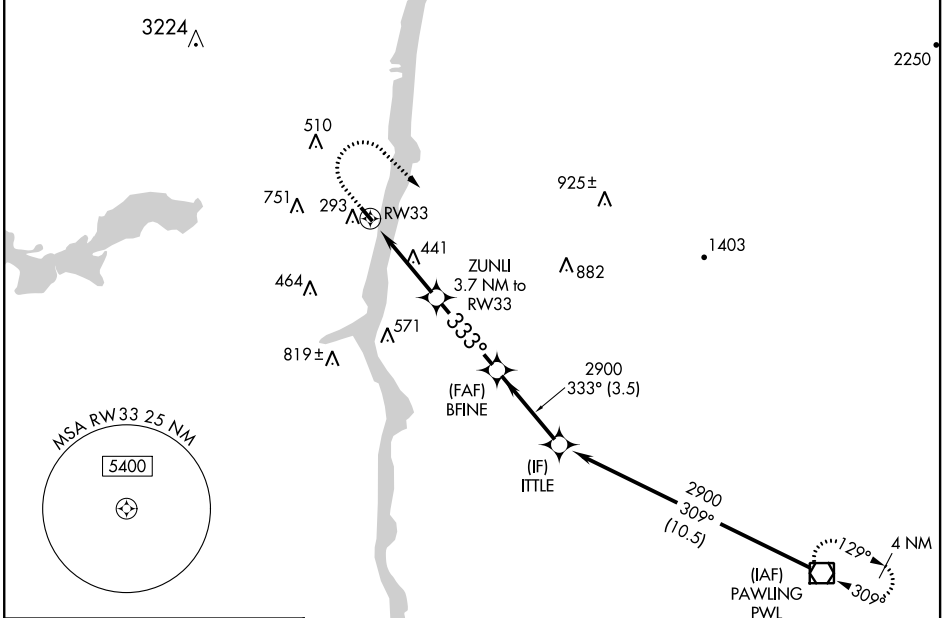 3224
2250
510
751
293
RW33
925±
1403
441
882
ZUNLI
3.7 NM to
RW33
464
571
333°
819±
2900
333° (3.5)
(FAF)
BFINE
MSA RW33 25 NM
5400
(IF)
ITTLE
2900
309°
(10.5)
129°
4 NM
309°
(IAF)
PAWLING
PWL